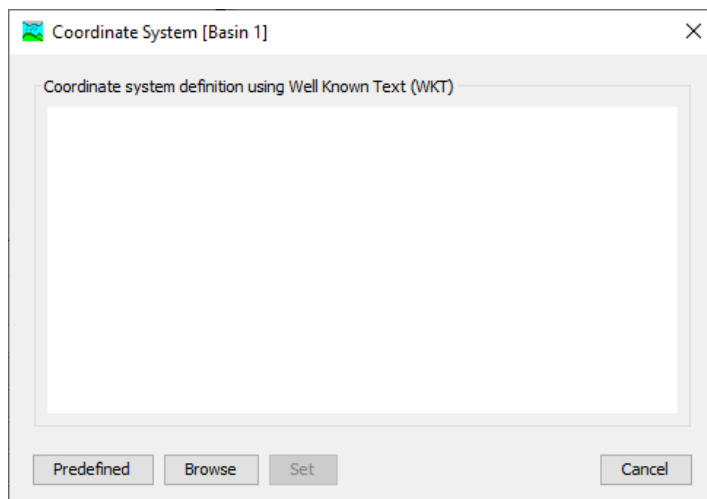 Coordinate System [Basin 1]
Coordinate system definition using Well Known Text (WKT)
Predefined Browse Set Cancel